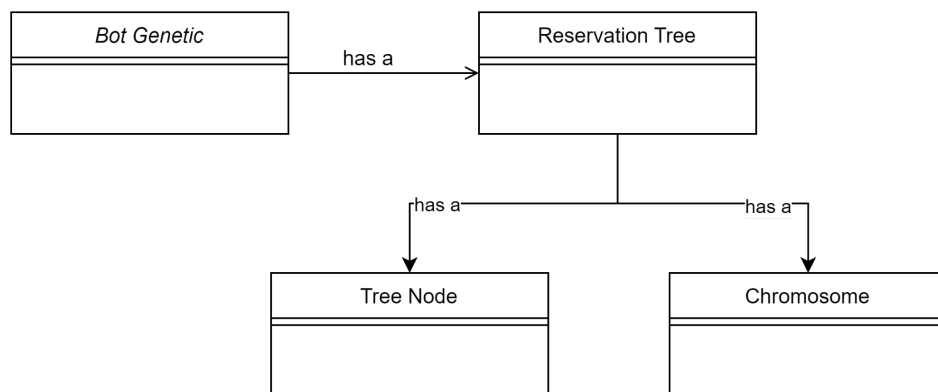 Bot Genetic
has a
Reservation Tree
has a
has a
Tree Node
Chromosome